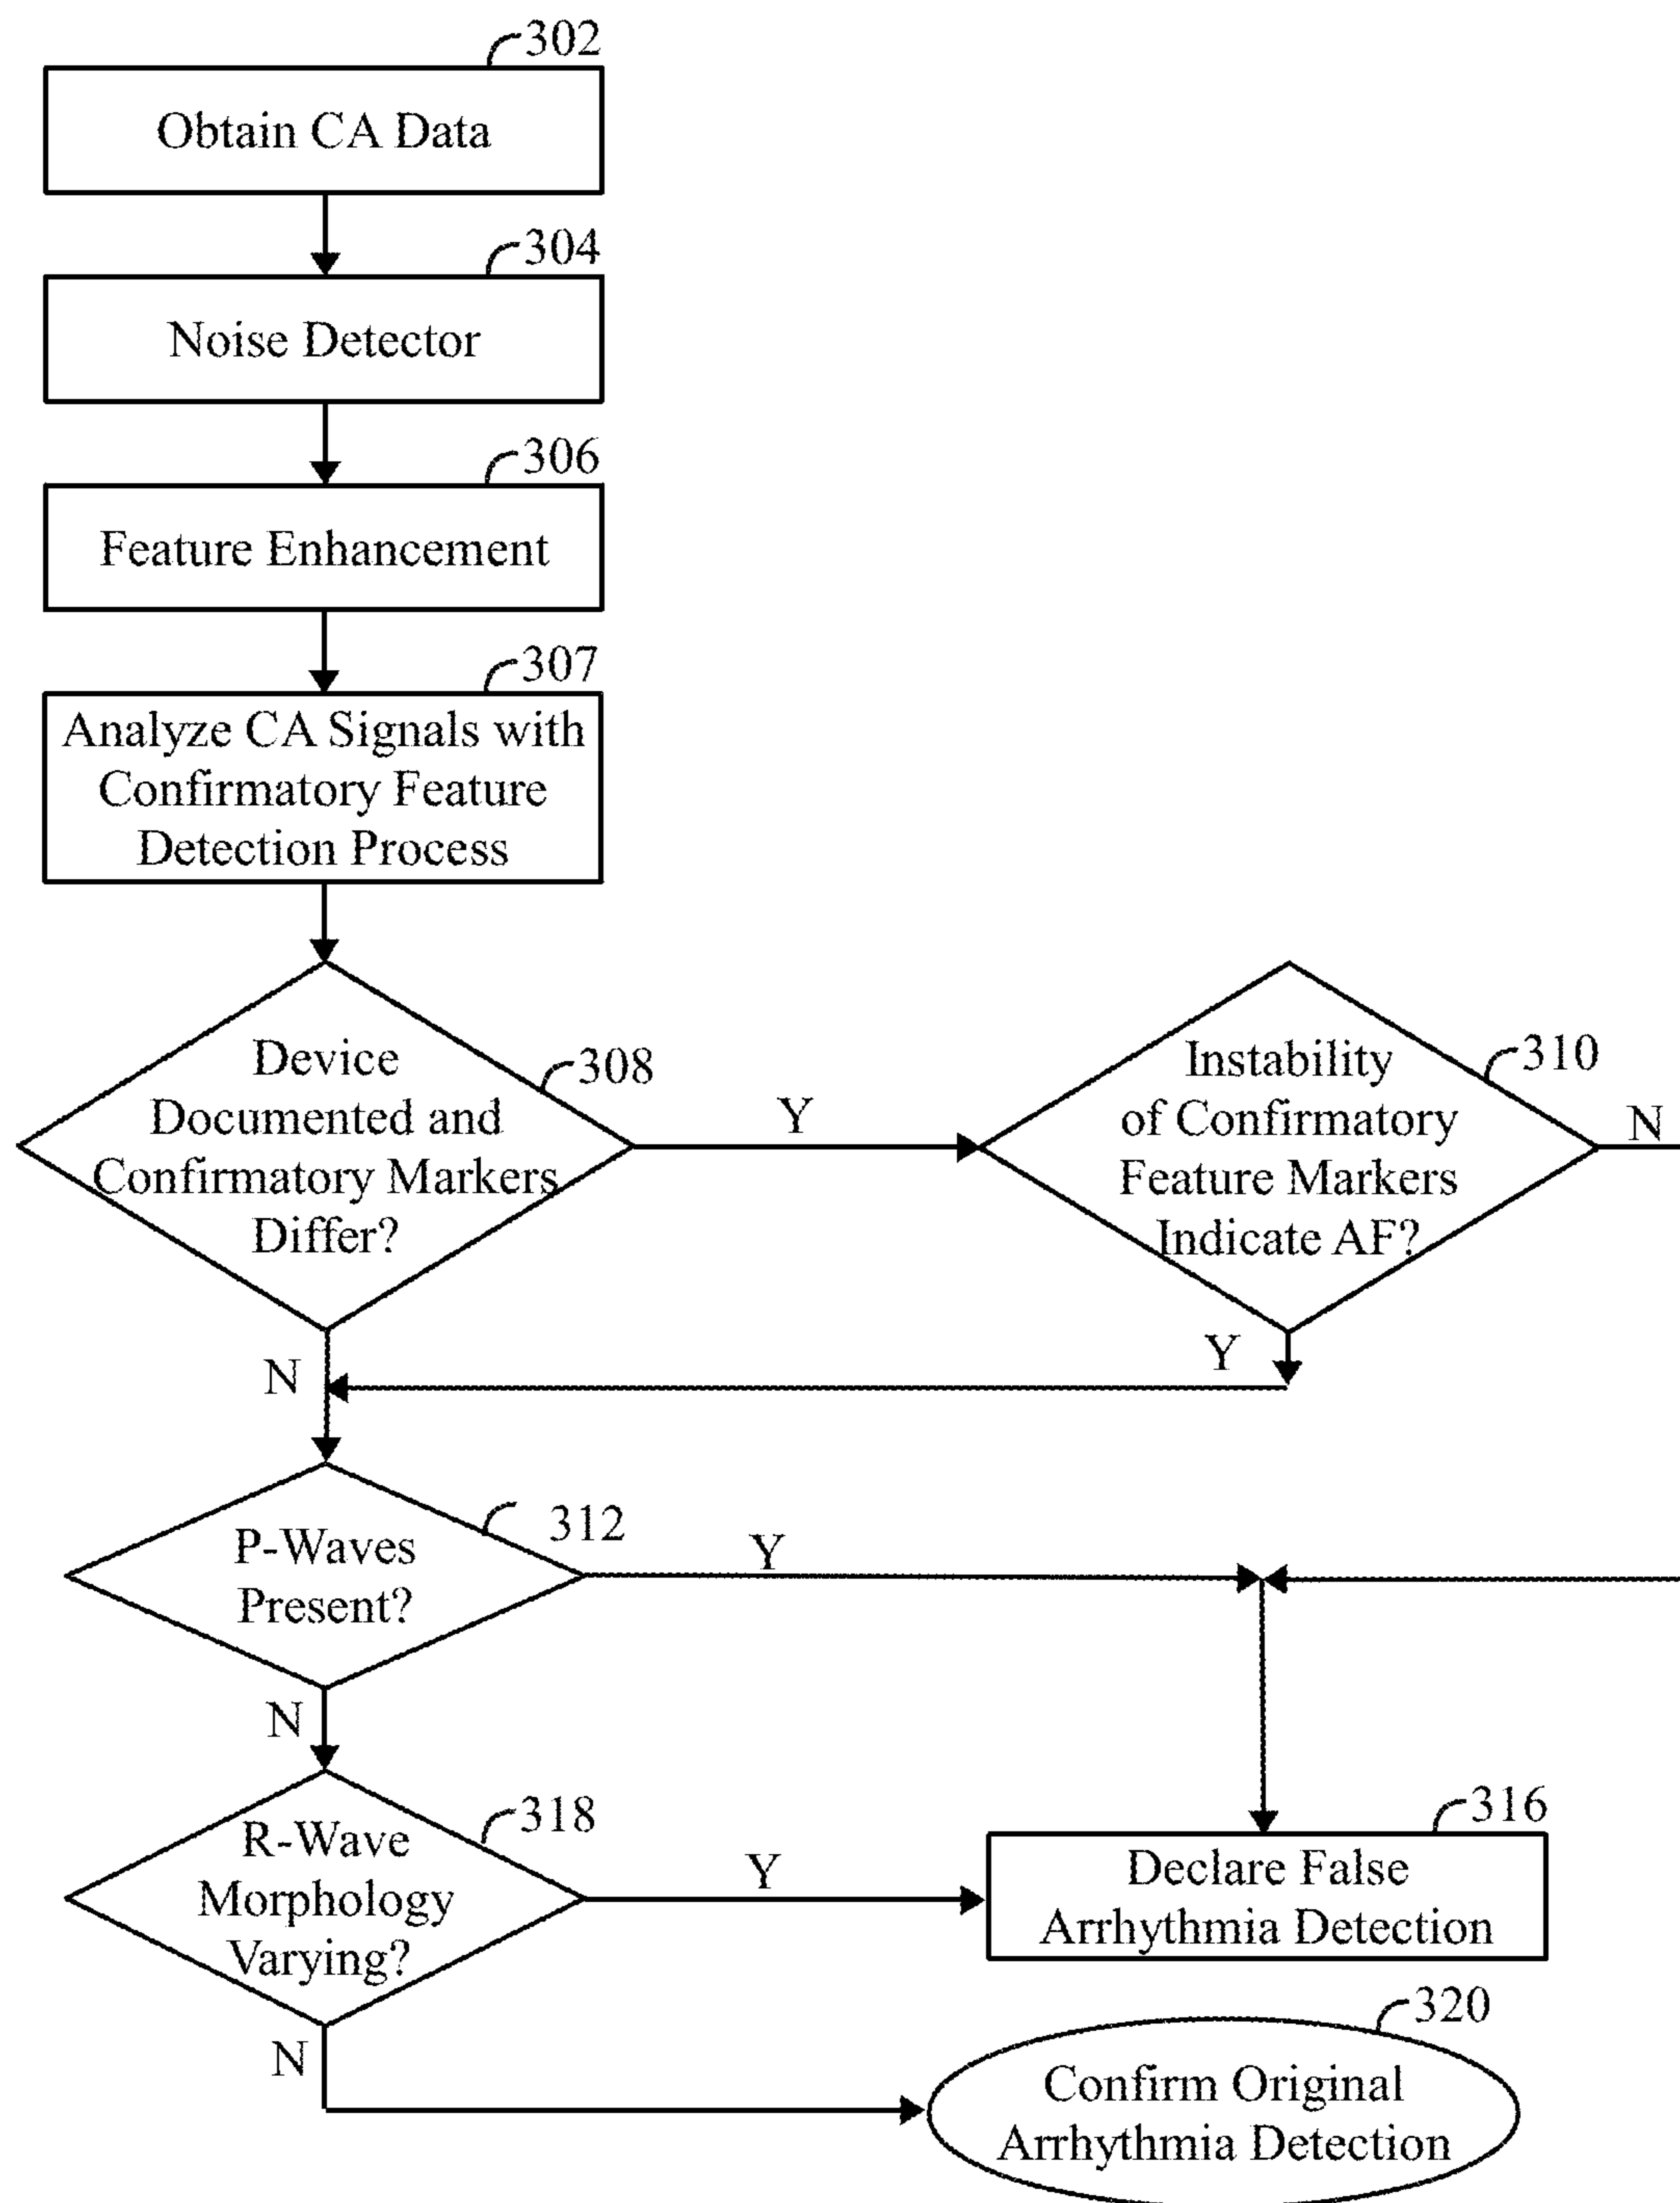 302
Obtain CA Data
304
Noise Detector
306
Feature Enhancement
307
Analyze CA Signals with
Confirmatory Feature
Detection Process
Device
Documented and
Confirmatory Markers
Differ?
308
Y
N
Instability
of Confirmatory
Feature Markers
Indicate AF?
310
N
Y
P-Waves
Present?
312
Y
N
R-Wave
Morphology
Varying?
318
Y
N
316
Declare False
Arrhythmia Detection
320
Confirm Original
Arrhythmia Detection